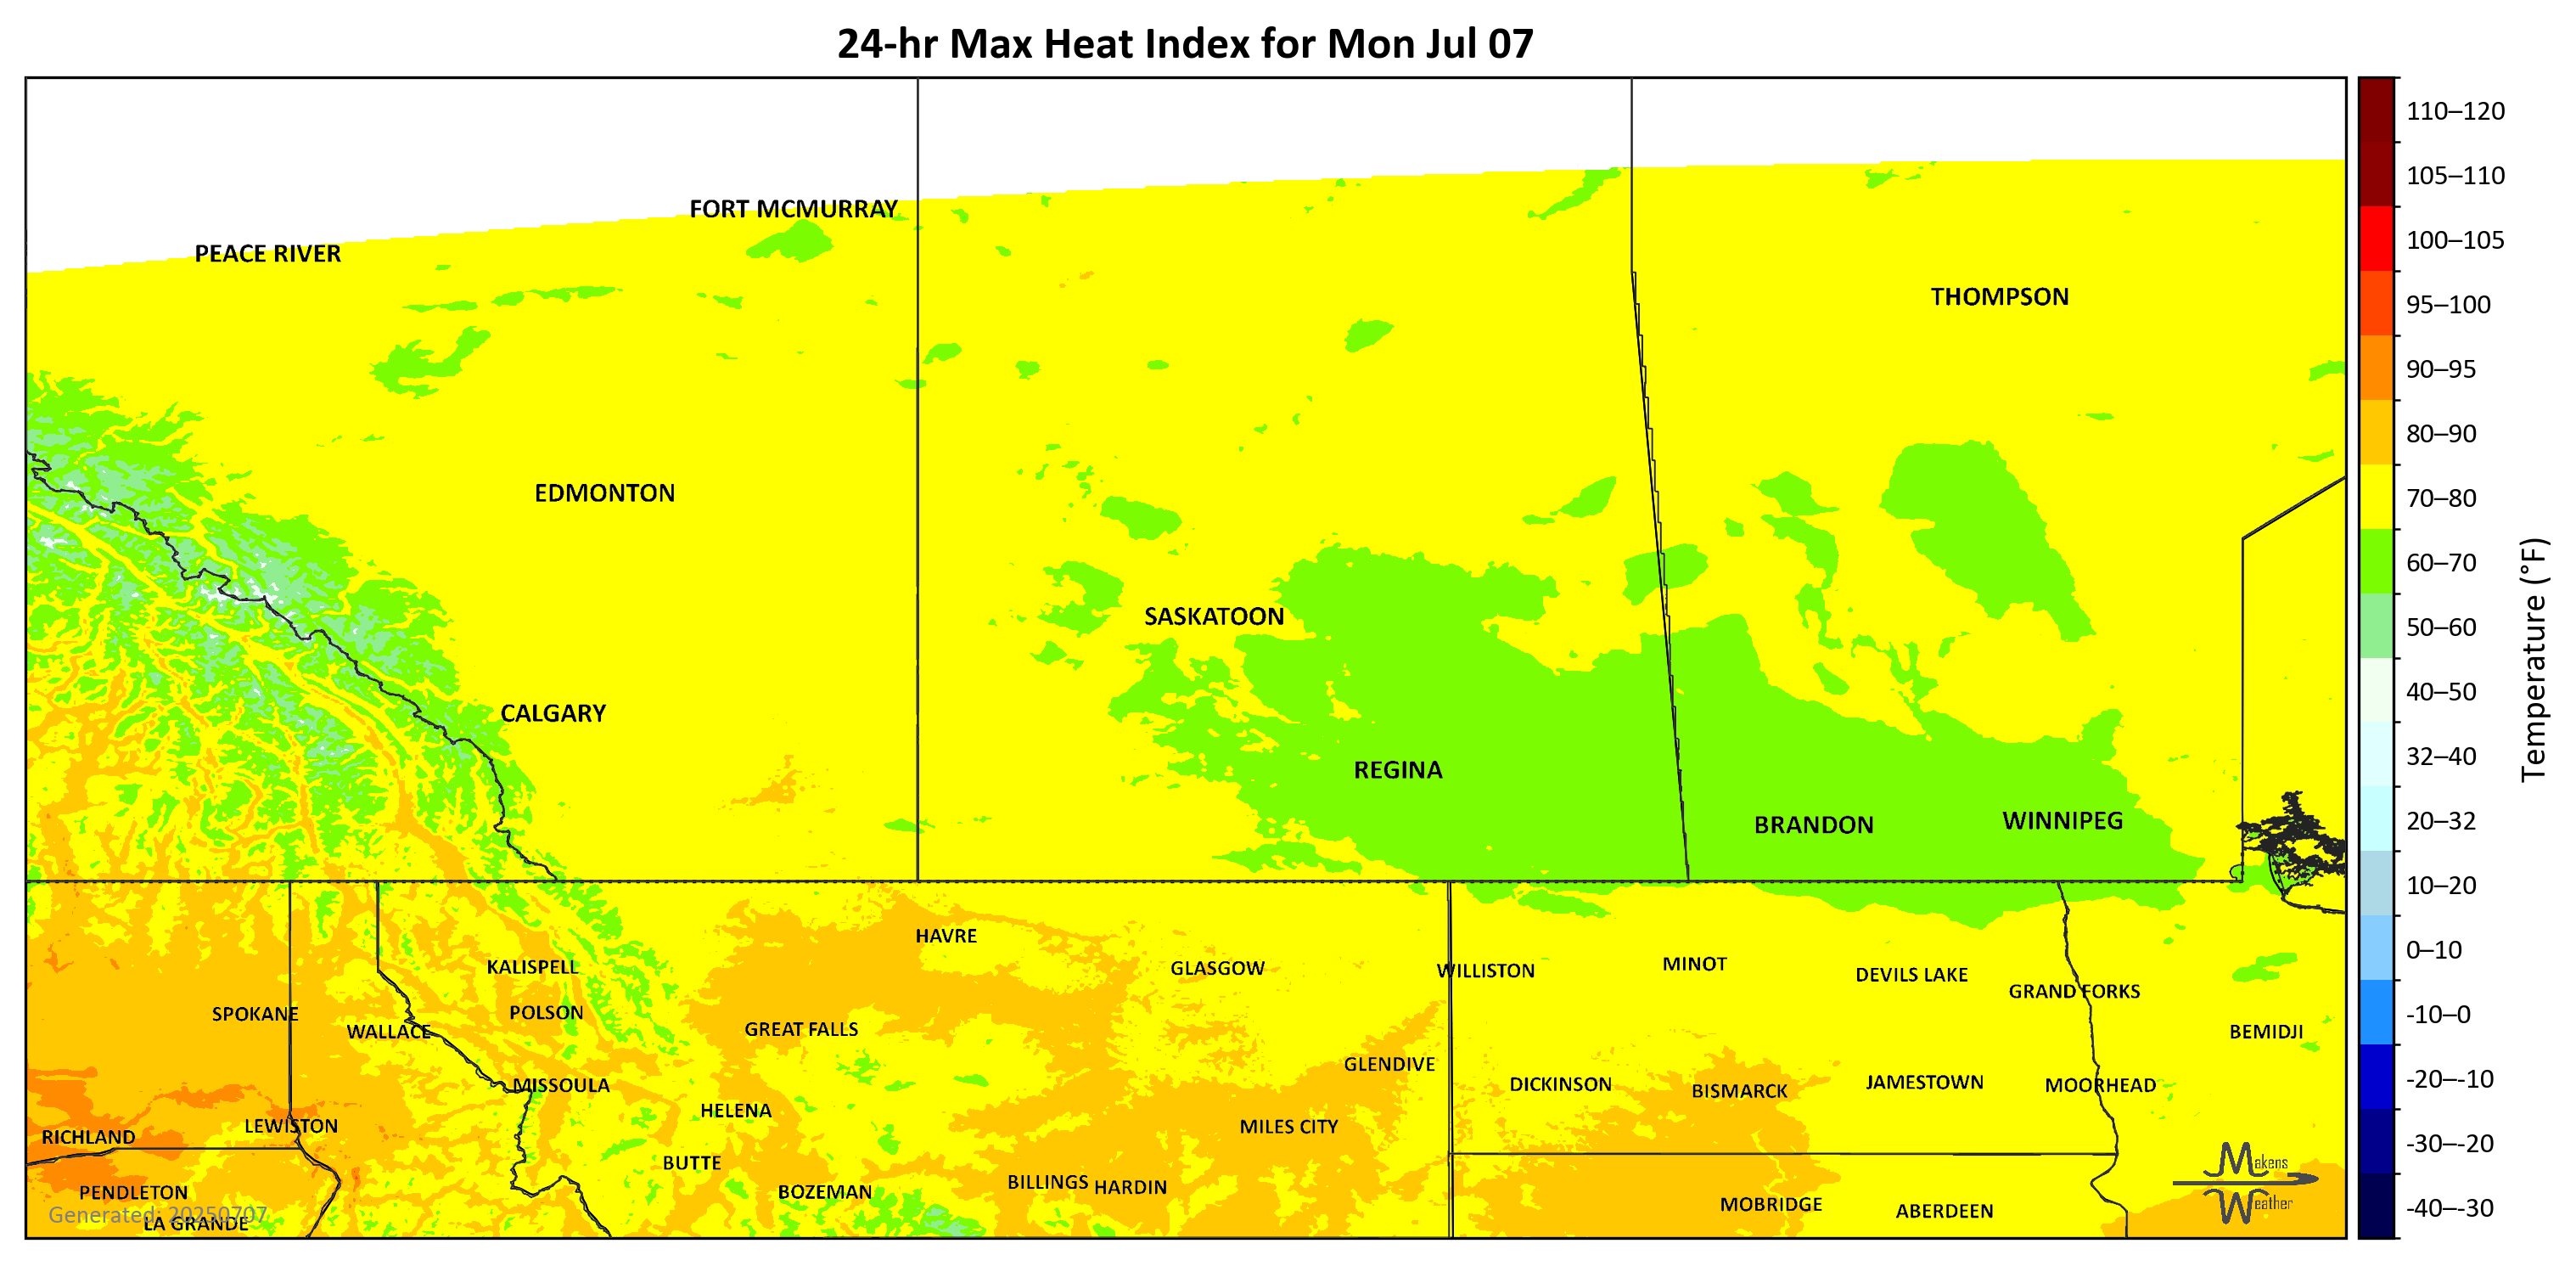 24-hr Max Heat Index for Mon Jul 07
FORT MCMURRAY
PEACE RIVER
THOMPSON
EDMONTON
SASKATOON
CALGARY
REGINA
BRANDON
WINNIPEG
HAVRE
KALISPELL
GLASGOW
WILLISTON
MINOT
DEVILS LAKE
GRAND FORKS
SPOKANE
POLSON
WALLACE
GREAT FALLS
BEMIDJI
GLENDIVE
MISSOULA
DICKINSON
BISMARCK
JAMESTOWN
MOORHEAD
HELENA
LEWISTON
MILES CITY
RICHLAND
BUTTE
BILLINGS
HARDIN
PENDLETON
BOZEMAN
MOBRIDGE
ABERDEEN
LA GRANDE
Generated: 20250707
Makens
Weather
110–120
105–110
100–105
95–100
90–95
80–90
70–80
60–70
50–60
40–50
32–40
20–32
10–20
0–10
-10–0
-20–-10
-30–-20
-40–-30
Temperature (°F)